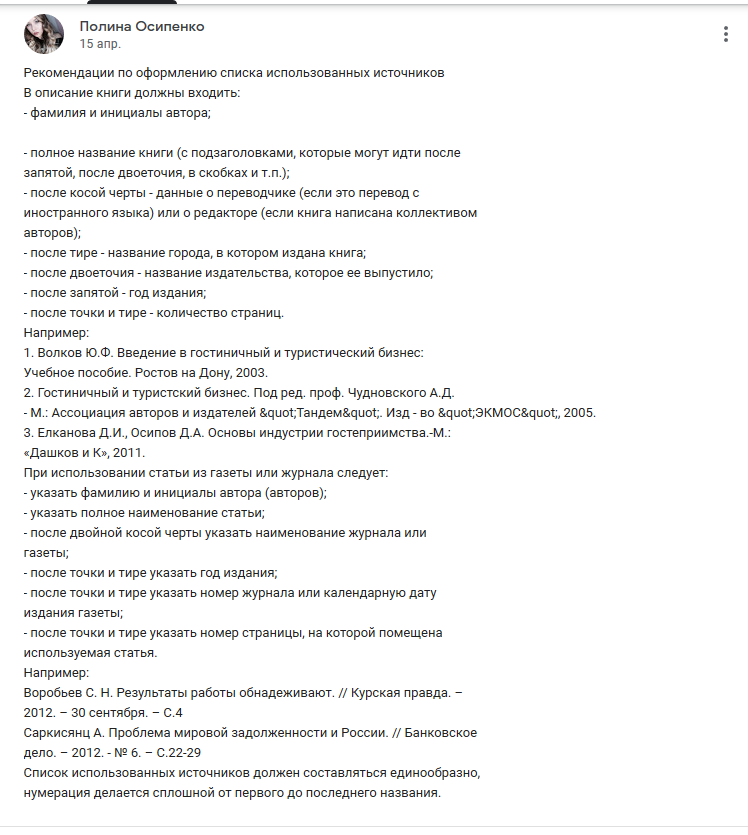 Полина Осипенко
15 апр.
Рекомендации по оформлению списка использованных источников
В описание книги должны входить:
- фамилия и инициалы автора;
- полное название книги (с подзаголовками, которые могут идти после
запятой, после двоеточия, в скобках и т.п.);
- после косой черты - данные о переводчике (если это перевод с
иностранного языка) или о редакторе (если книга написана коллективом
авторов);
- после тире - название города, в котором издана книга;
- после двоеточия - название издательства, которое ее выпустило;
- после запятой - год издания;
- после точки и тире - количество страниц.
Например:
1. Волков Ю.Ф. Введение в гостиничный и туристический бизнес:
Учебное пособие. Ростов на Дону, 2003.
2. Гостиничный и туристский бизнес. Под ред. проф. Чудновского А.Д.
- М.: Ассоциация авторов и издателей &quot;Тандем&quot;. Изд - во &quot;ЭКМОС&quot;, 2005.
3. Елканова Д.И., Осипов Д.А. Основы индустрии гостеприимства.-М.:
«Дашков и К», 2011.
При использовании статьи из газеты или журнала следует:
- указать фамилию и инициалы автора (авторов);
- указать полное наименование статьи;
- после двойной косой черты указать наименование журнала или
газеты;
- после точки и тире указать год издания;
- после точки и тире указать номер журнала или календарную дату
издания газеты;
- после точки и тире указать номер страницы, на которой помещена
используемая статья.
Например:
Воробьев С. Н. Результаты работы обнадеживают. // Курская правда. –
2012. – 30 сентября. – С.4
Саркисянц А. Проблема мировой задолженности и России. // Банковское
дело. – 2012. - № 6. – С.22-29
Список использованных источников должен составляться единообразно,
нумерация делается сплошной от первого до последнего названия.